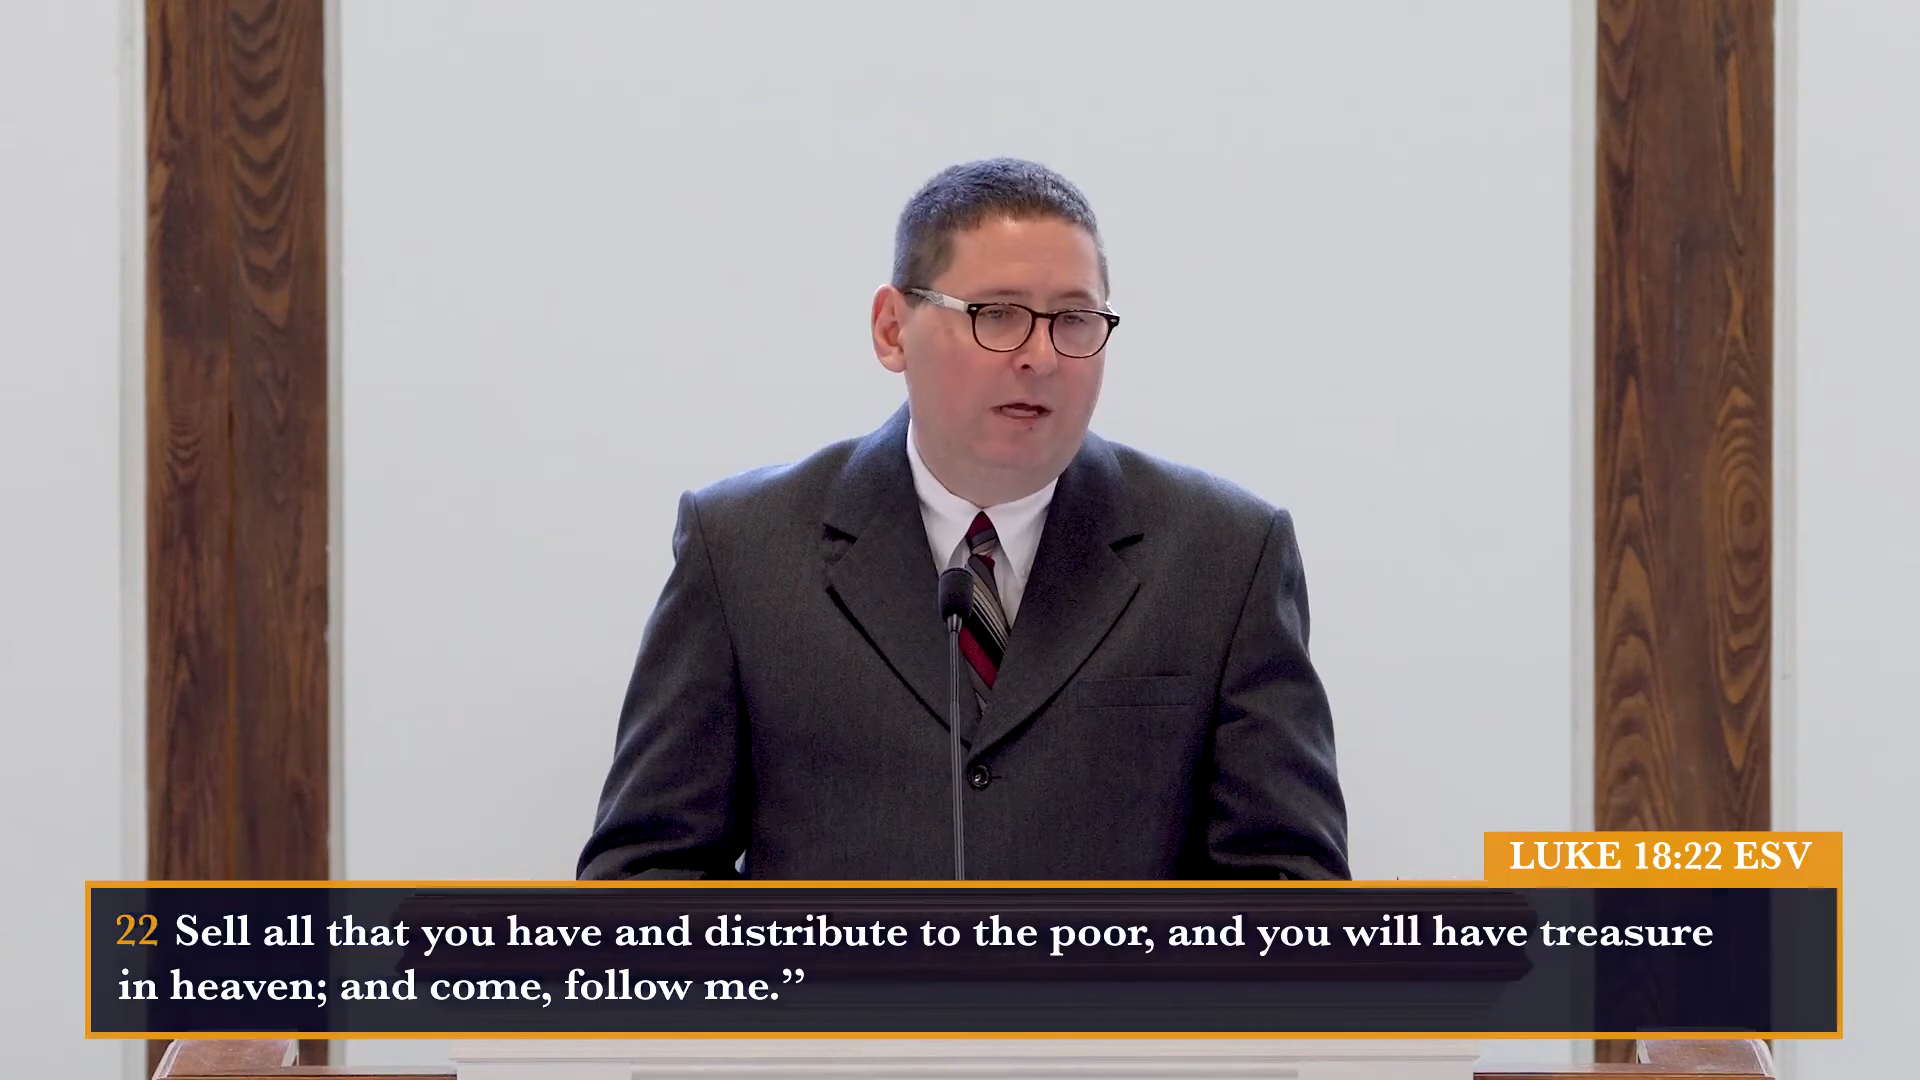 LUKE 18:22 ESV
22 Sell all that you have and distribute to the poor, and you will have treasure
in heaven; and come, follow me.”